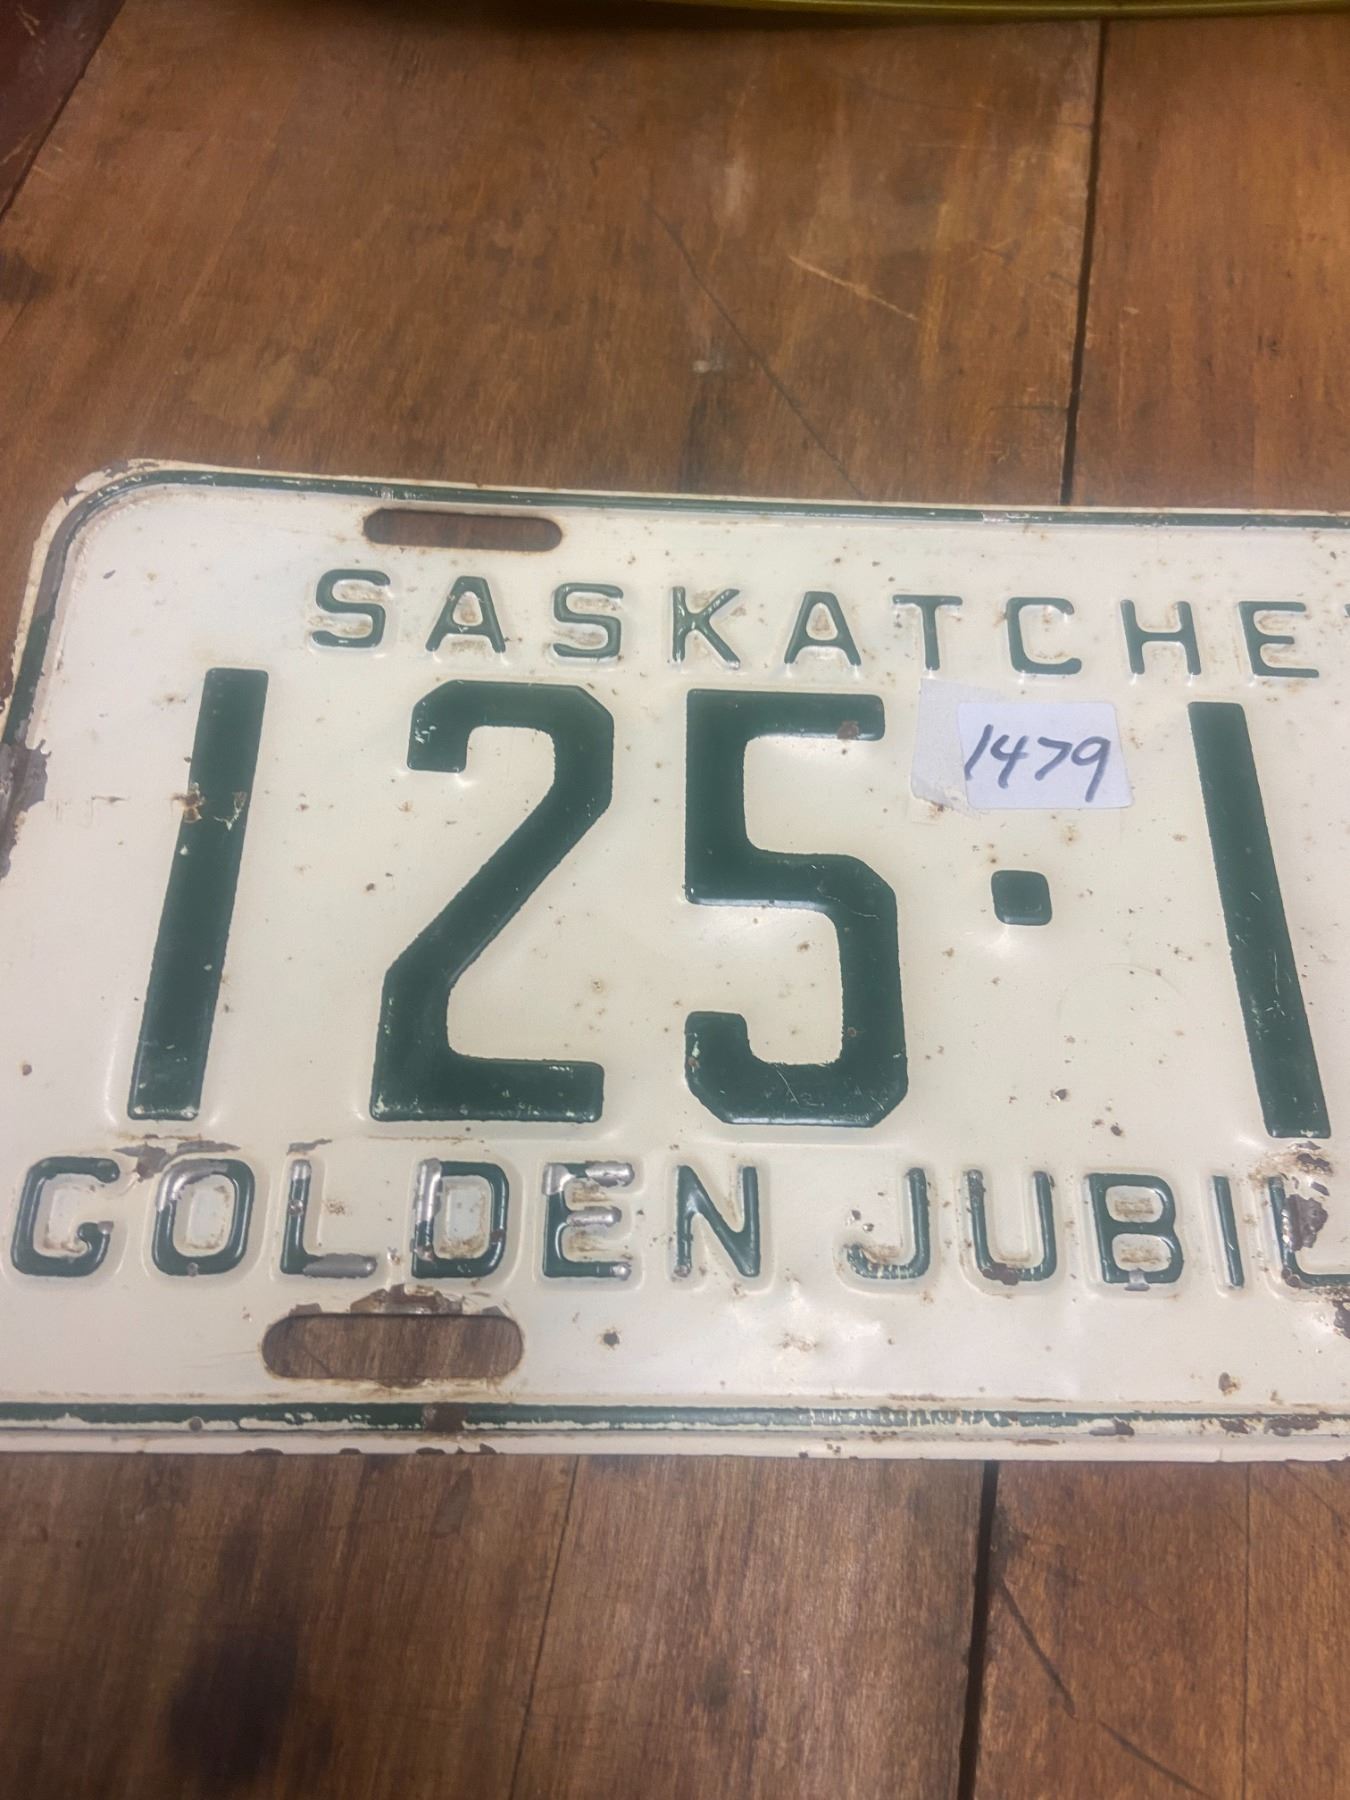 SASKATCHE
1479
125·1
GOLDEN JUBIL